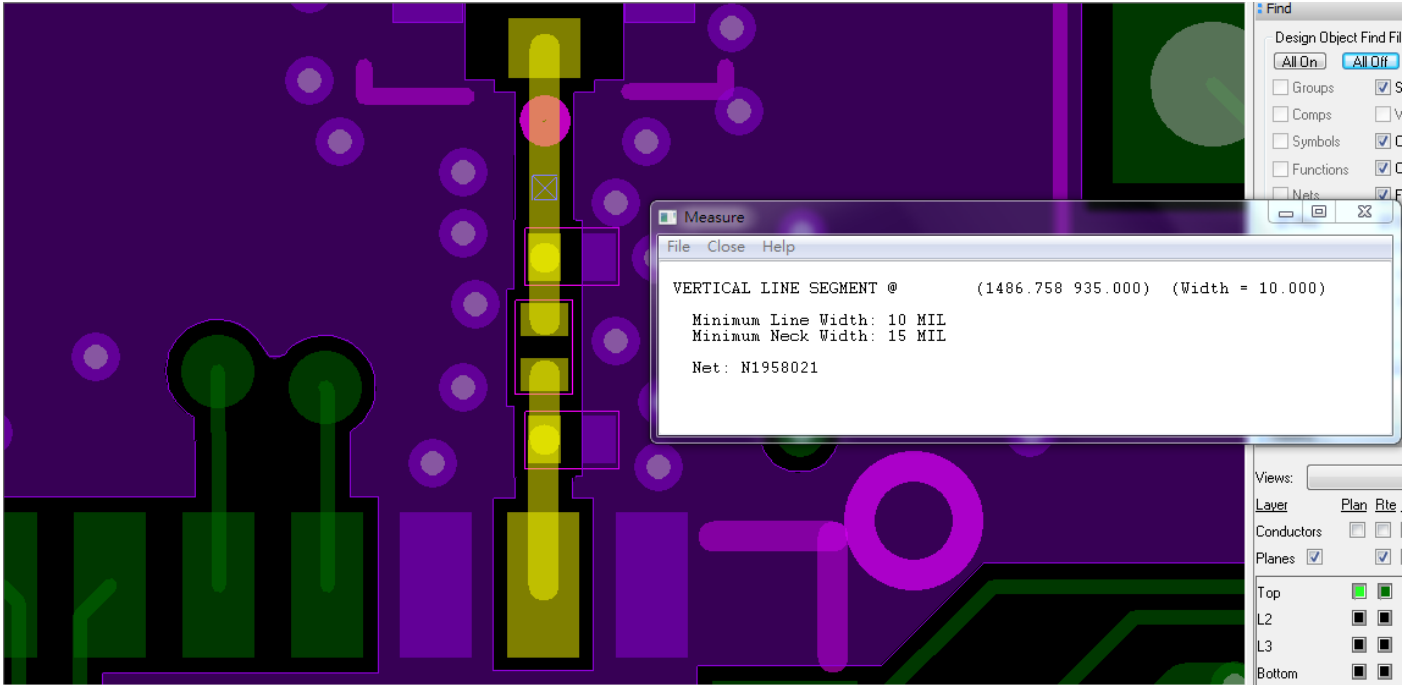 Find
Design Object Find Fil
All On All Off
Groups S
Comps V
Symbols C
Functions C
Nets F
Measure
File Close Help
VERTICAL LINE SEGMENT @ (1486.758 935.000) (Width = 10.000)
Minimum Line Width: 10 MIL
Minimum Neck Width: 15 MIL
Net: N1958021
Views:
Layer Plan Rte
Conductors
Planes
Top
L2
L3
Bottom